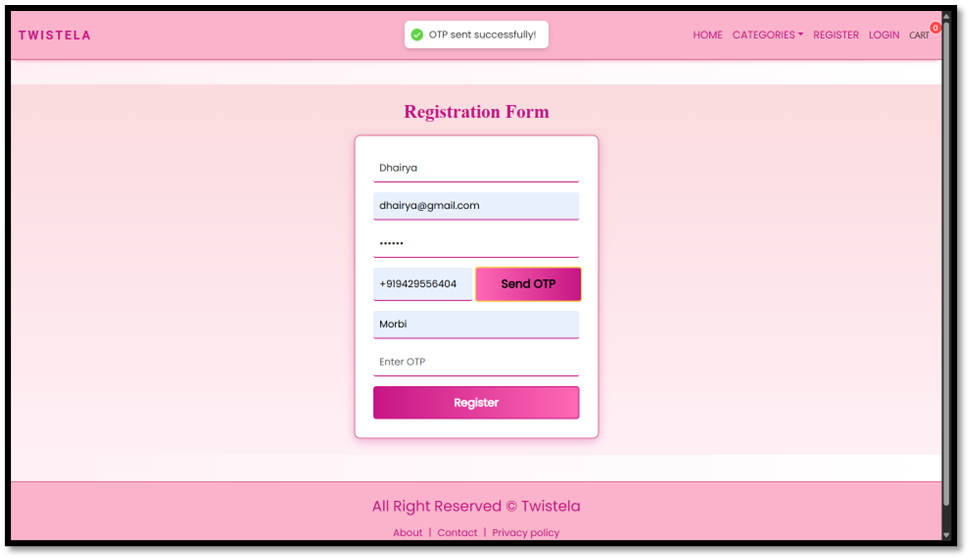 TWISTELA
OTP sent successfully!
HOME CATEGORIES REGISTER LOGIN CART 0
Registration Form
Dhairya
dhairya@gmail.com
••••••
+919429556404 Send OTP
Morbi
Enter OTP
Register
All Right Reserved © Twistela
About | Contact | Privacy policy